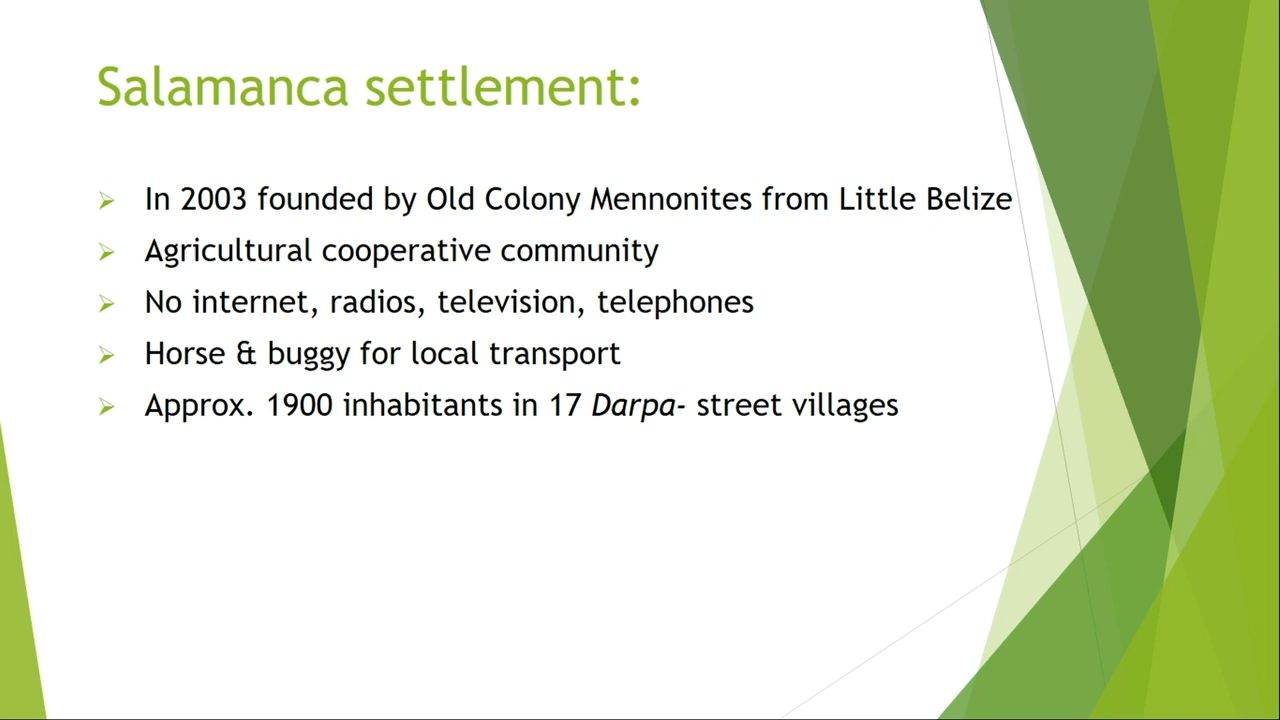 Salamanca settlement:
In 2003 founded by Old Colony Mennonites from Little Belize
Agricultural cooperative community
No internet, radios, television, telephones
Horse & buggy for local transport
Approx. 1900 inhabitants in 17 Darpa- street villages